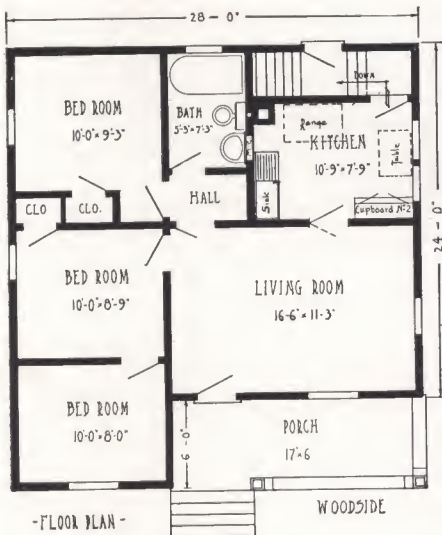 28'-0"
BED ROOM
10'-0"×9'-3"
BATH
5'-5"×7'-3"
DOWN
Range
KITCHEN
10'-9"×7'-9"
Table
Sink
Cupboard Nº2
CLO
CLO.
HALL
24'-0"
BED ROOM
10'-0"×8'-9"
LIVING ROOM
16'-6"×11'-3"
BED ROOM
10'-0"×8'-0"
6'-0"
PORCH
17'×6
WOODSIDE
-FLOOR PLAN-